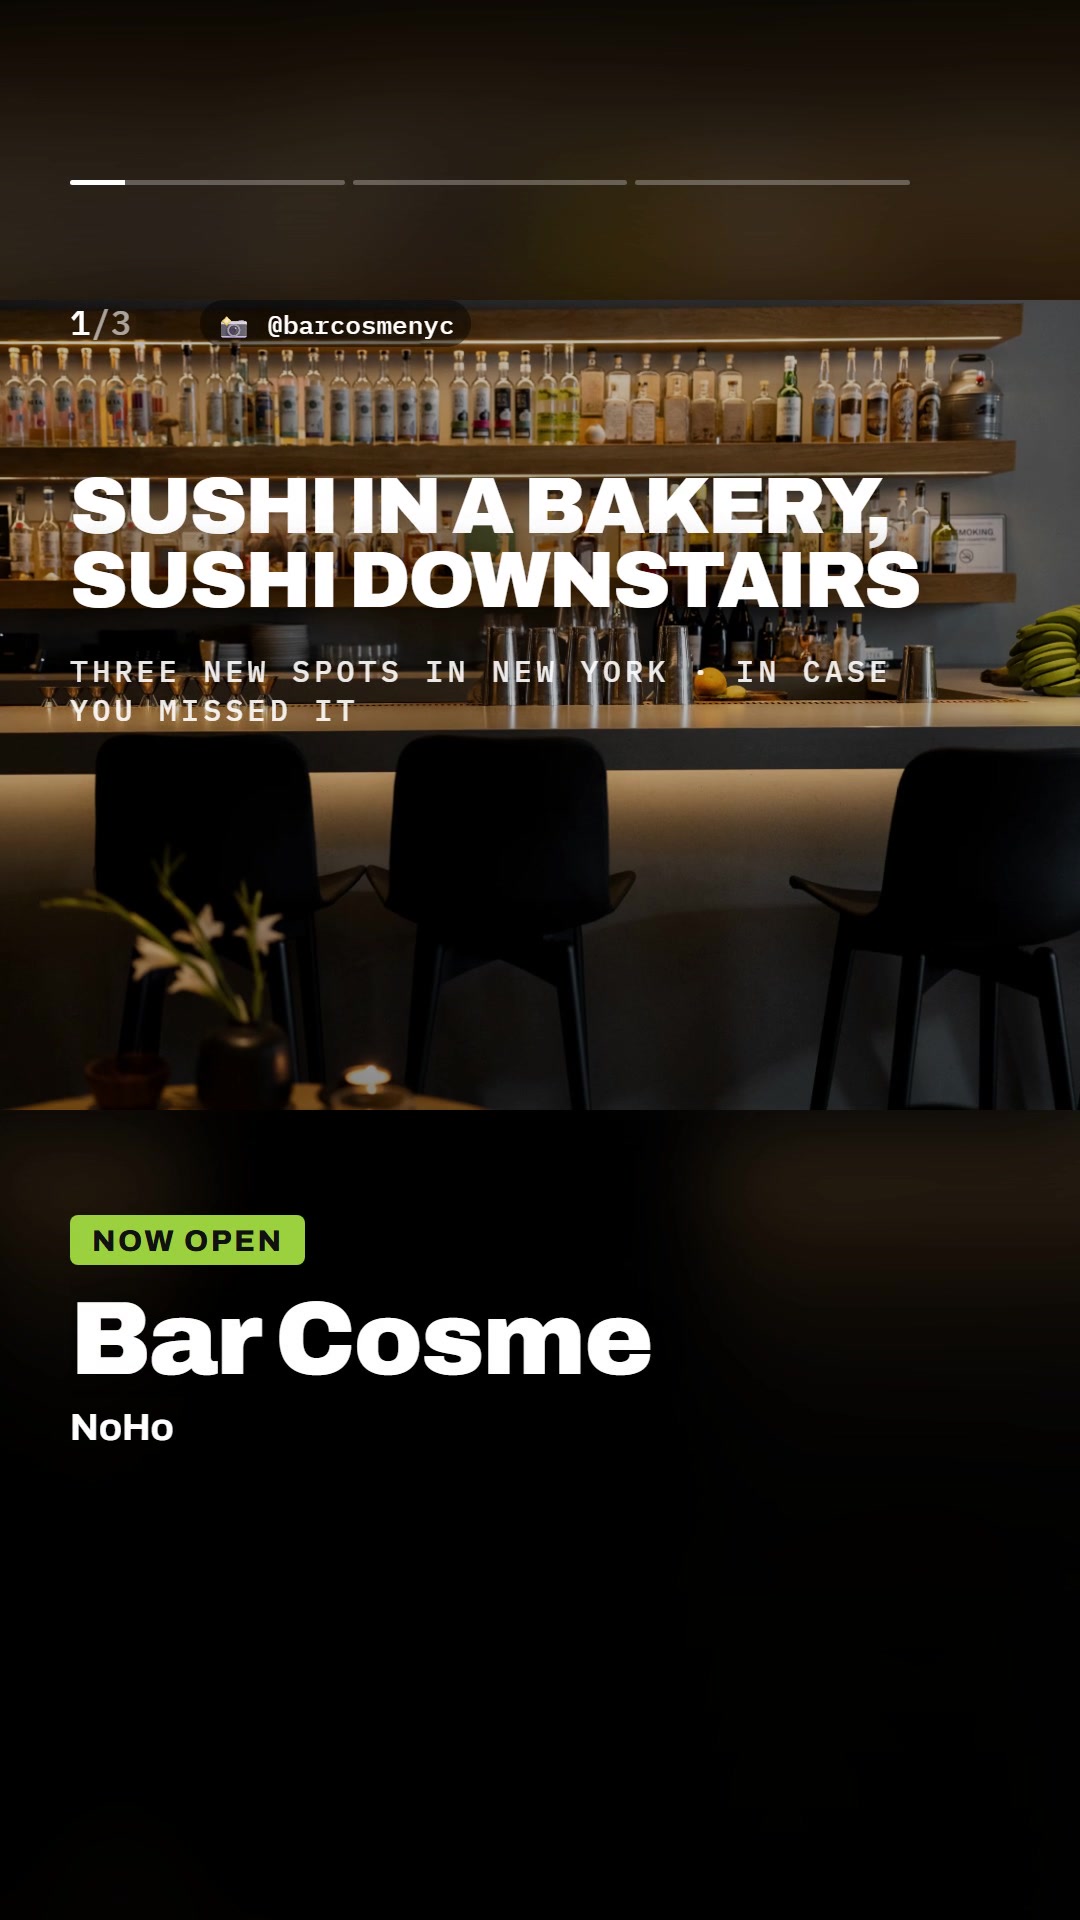 1/3
@barcosmenyc
SUSHI IN A BAKERY,
SUSHI DOWNSTAIRS
SMOKING
THREE NEW SPOTS IN NEW YORK · IN CASE
YOU MISSED IT
NOW OPEN
Bar Cosme
NoHo